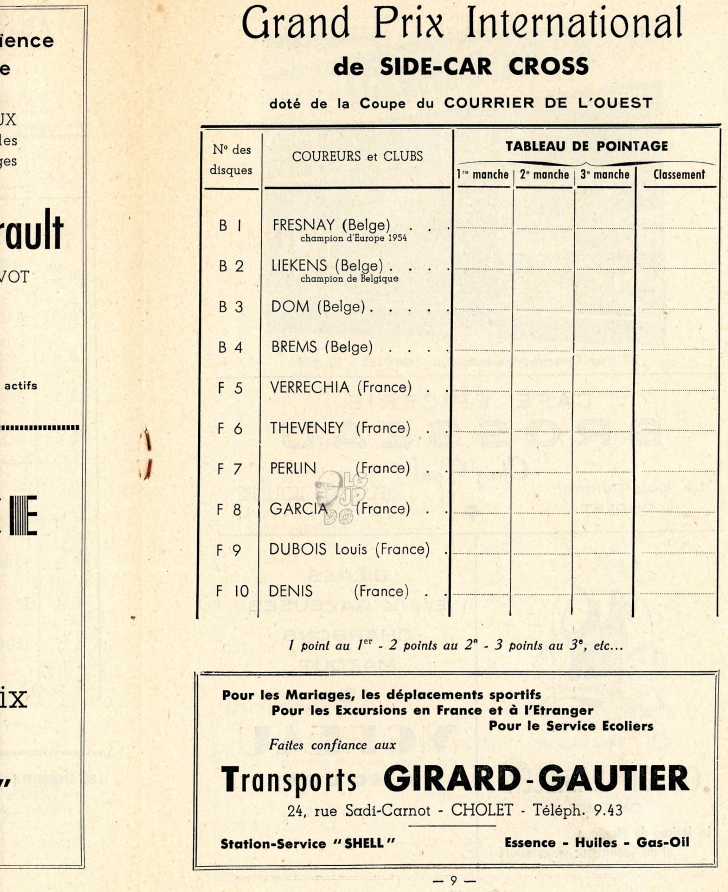 ience
e
UX
les
ges
rault
VOT
actifs
E
ix
"
Grand Prix International
de SIDE-CAR CROSS
doté de la Coupe du COURRIER DE L'OUEST
Nº des disques
COUREURS et CLUBS
TABLEAU DE POINTAGE
1re manche 2e manche 3e manche Classement
B 1 FRESNAY (Belge) . . .
champion d'Europe 1954
B 2 LIEKENS (Belge) . . . .
champion de Belgique
B 3 DOM (Belge) . . . . .
B 4 BREMS (Belge) . . . .
F 5 VERRECHIA (France) . .
F 6 THEVENEY (France) . .
F 7 PERLIN (France) . .
F 8 GARCIA (France) . .
F 9 DUBOIS Louis (France) .
F 10 DENIS (France) . .
LG
JP
DO
1 point au 1er - 2 points au 2e - 3 points au 3e, etc...
Pour les Mariages, les déplacements sportifs
Pour les Excursions en France et à l'Etranger
Pour le Service Ecoliers
Faites confiance aux
Transports GIRARD-GAUTIER
24, rue Sadi-Carnot - CHOLET - Téléph. 9.43
Station-Service "SHELL" Essence - Huiles - Gas-Oil
— 9 —